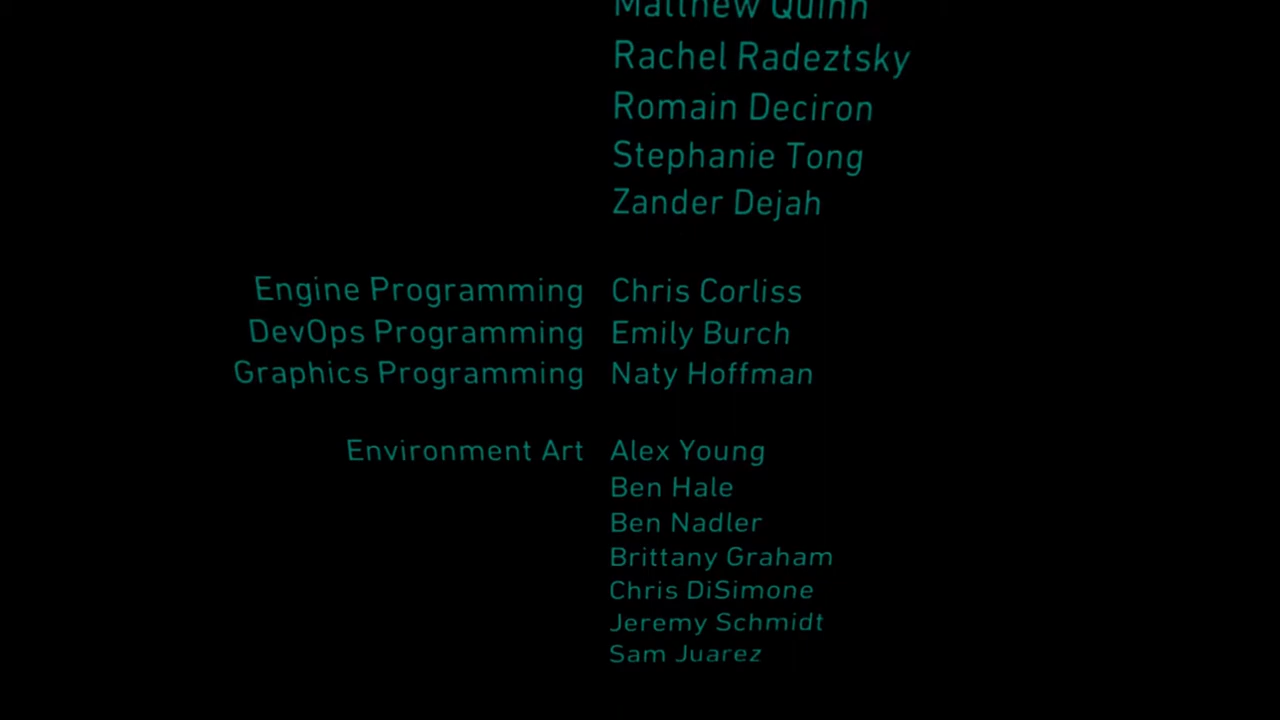 Matthew Quinn
Rachel Radeztsky
Romain Deciron
Stephanie Tong
Zander Dejah
Engine Programming Chris Corliss
DevOps Programming Emily Burch
Graphics Programming Naty Hoffman
Environment Art Alex Young
Ben Hale
Ben Nadler
Brittany Graham
Chris DiSimone
Jeremy Schmidt
Sam Juarez